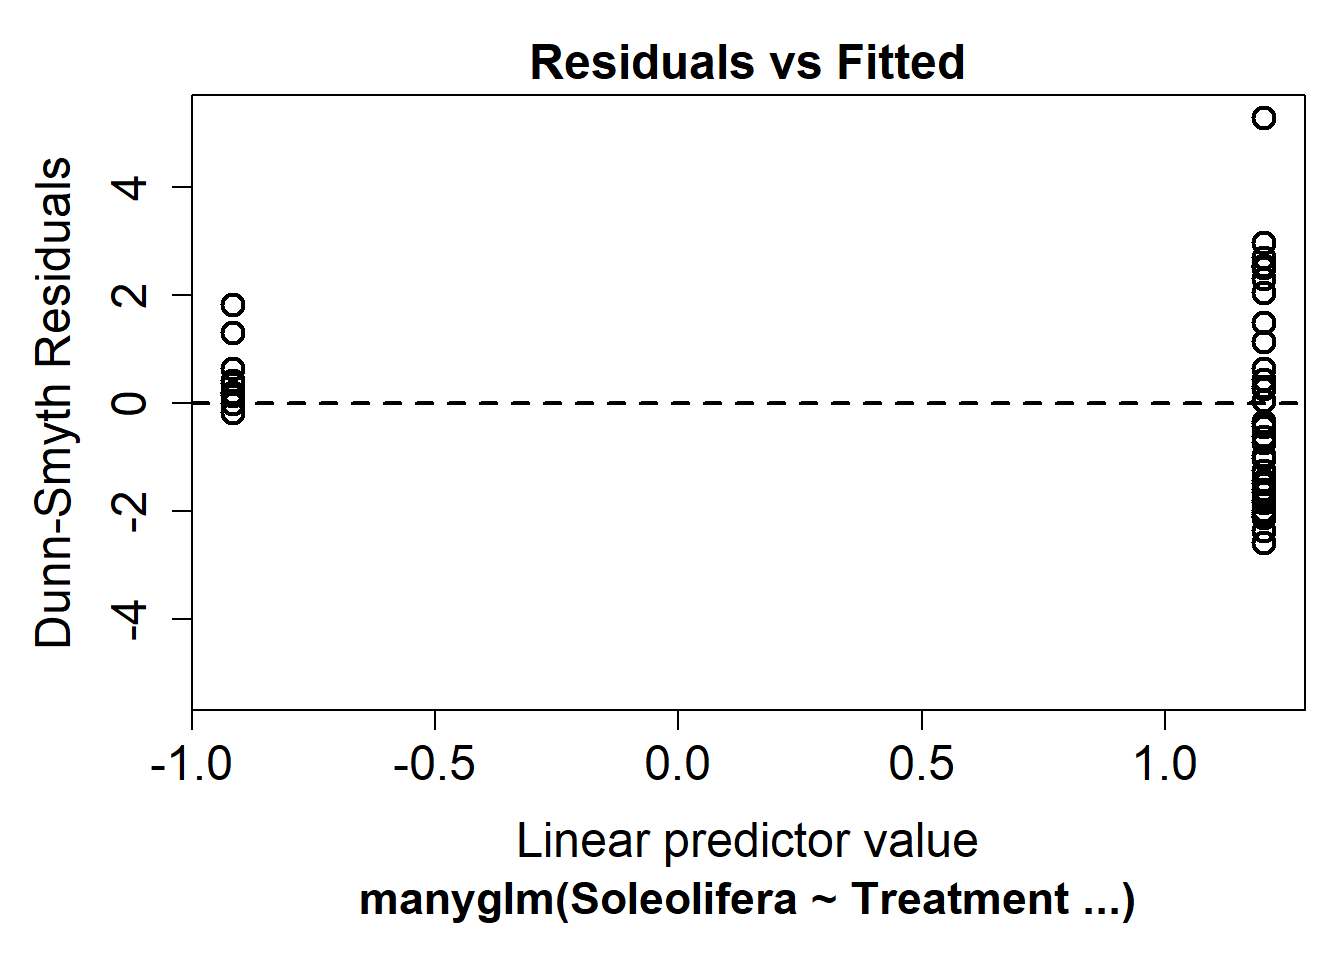 Residuals vs Fitted
Dunn-Smyth Residuals
4
2
0
-2
-4
-1.0 -0.5 0.0 0.5 1.0
Linear predictor value
manyglm(Soleolifera ~ Treatment ...)